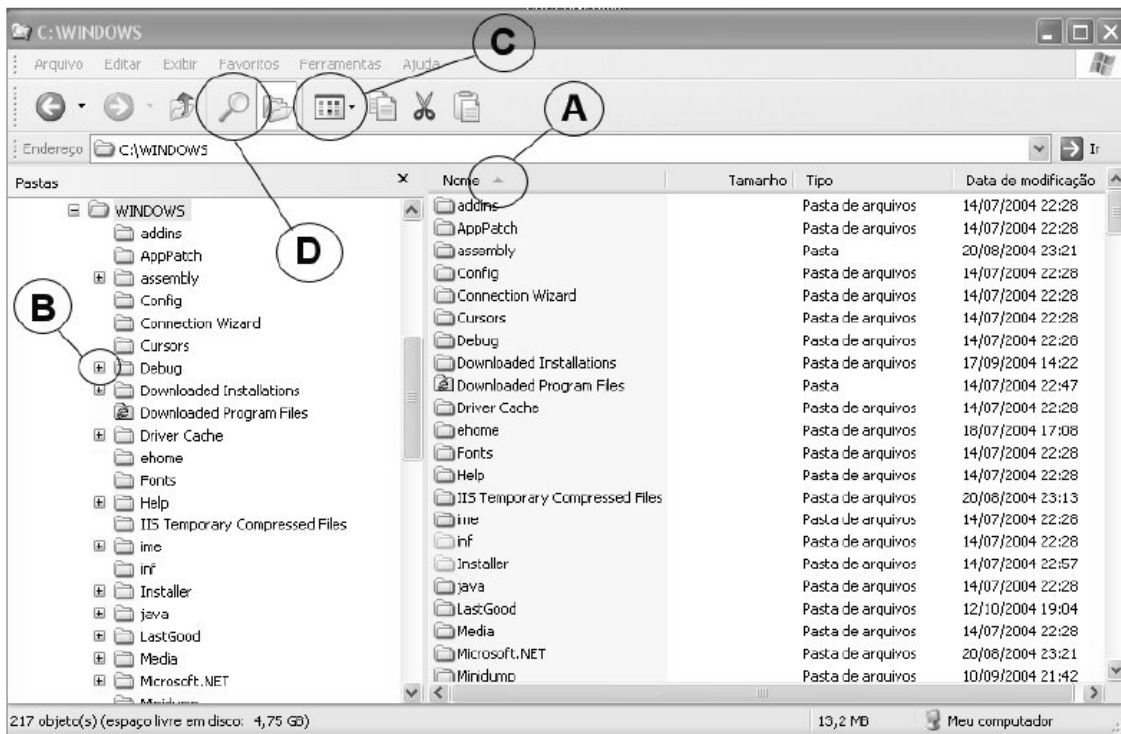 C:\WINDOWS
Arquivo Editar Exibir Favoritos Ferramentas Ajuda
C
A
Endereço C:\WINDOWS Ir
D
B
Pastas
WINDOWS
addins
AppPatch
assembly
Config
Connection Wizard
Cursors
Debug
Downloaded Installations
Downloaded Program Files
Driver Cache
ehome
Fonts
Help
IIS Temporary Compressed Files
ime
inf
Installer
java
LastGood
Media
Microsoft.NET
Minidump
Nome Tamanho Tipo Data de modificação
addins Pasta de arquivos 14/07/2004 22:28
AppPatch Pasta de arquivos 14/07/2004 22:28
assembly Pasta 20/08/2004 23:21
Config Pasta de arquivos 14/07/2004 22:28
Connection Wizard Pasta de arquivos 14/07/2004 22:28
Cursors Pasta de arquivos 14/07/2004 22:28
Debug Pasta de arquivos 14/07/2004 22:28
Downloaded Installations Pasta de arquivos 17/09/2004 14:22
Downloaded Program Files Pasta 14/07/2004 22:47
Driver Cache Pasta de arquivos 14/07/2004 22:28
ehome Pasta de arquivos 18/07/2004 17:08
Fonts Pasta de arquivos 14/07/2004 22:28
Help Pasta de arquivos 14/07/2004 22:28
IIS Temporary Compressed Files Pasta de arquivos 20/08/2004 23:13
ime Pasta de arquivos 14/07/2004 22:28
inf Pasta de arquivos 14/07/2004 22:28
Installer Pasta de arquivos 14/07/2004 22:57
java Pasta de arquivos 14/07/2004 22:28
LastGood Pasta de arquivos 12/10/2004 19:04
Media Pasta de arquivos 14/07/2004 22:28
Microsoft.NET Pasta de arquivos 20/08/2004 23:21
Minidump Pasta de arquivos 10/09/2004 21:42
217 objeto(s) (espaço livre em disco: 4,75 GB) 13,2 MB Meu computador